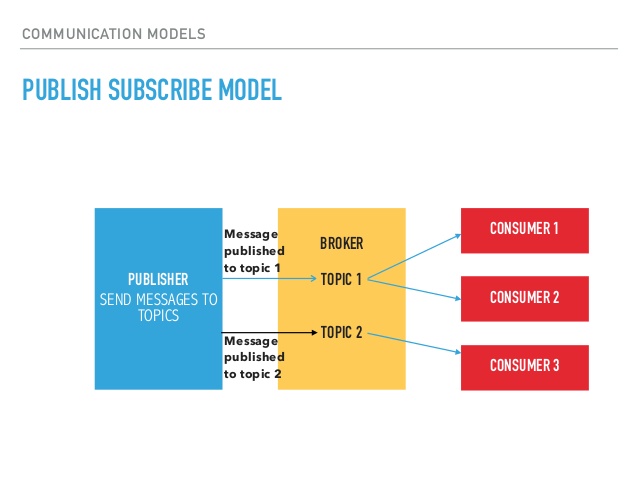 COMMUNICATION MODELS
PUBLISH SUBSCRIBE MODEL
PUBLISHER
SEND MESSAGES TO
TOPICS
Message
published
to topic 1
Message
published
to topic 2
BROKER
TOPIC 1
TOPIC 2
CONSUMER 1
CONSUMER 2
CONSUMER 3